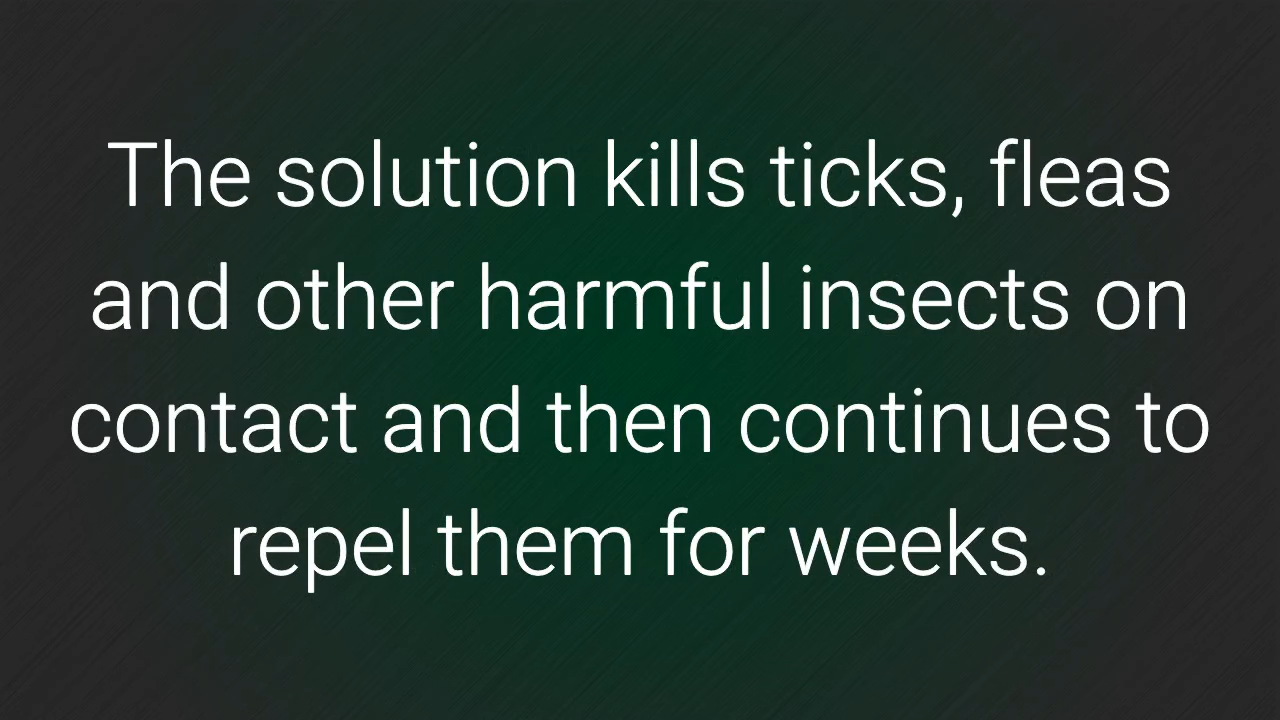 The solution kills ticks, fleas
and other harmful insects on
contact and then continues to
repel them for weeks.